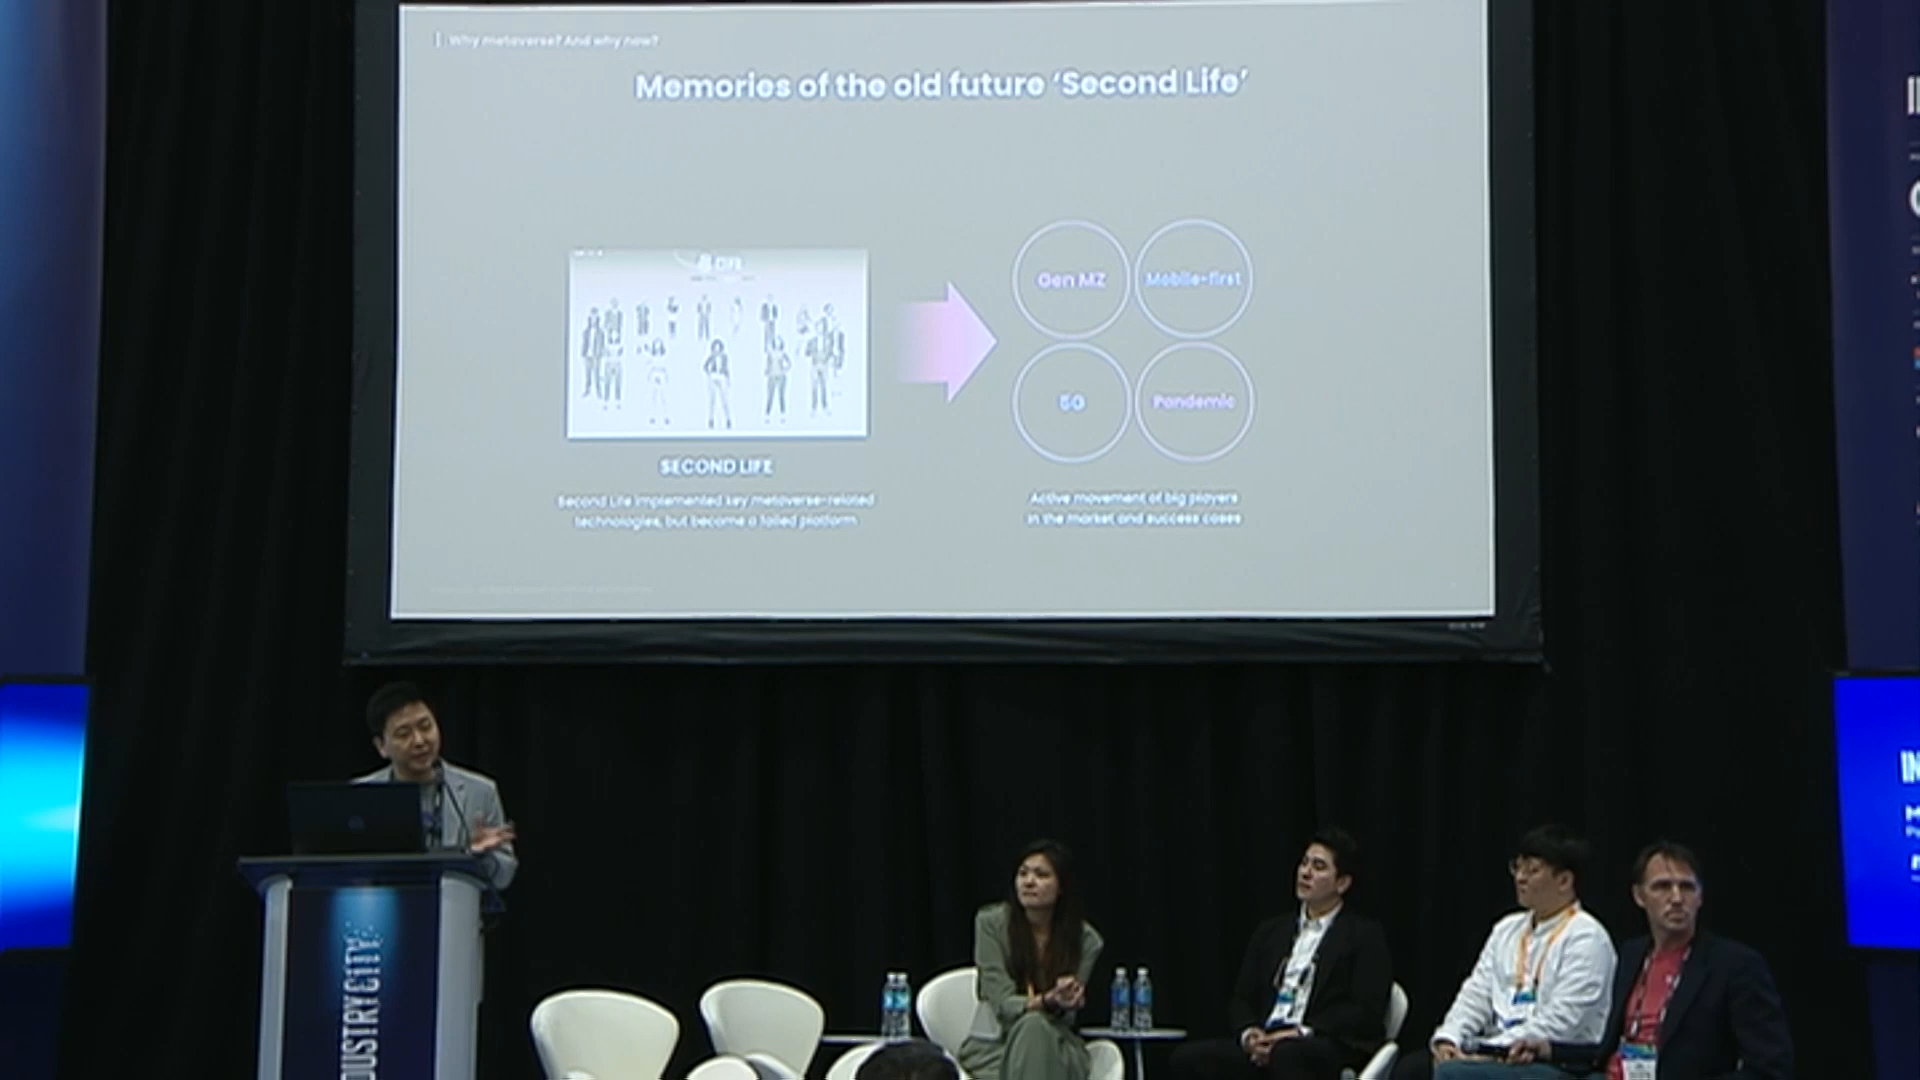 Why metaverse? And why now?
Memories of the old future ‘Second Life’
Gen MZ
Mobile-first
5G
Pandemic
SECOND LIFE
Second Life implemented key metaverse-related
technologies, but become a failed platform
Active movement of big players
in the market and success cases
DUSTRYCITY
IN